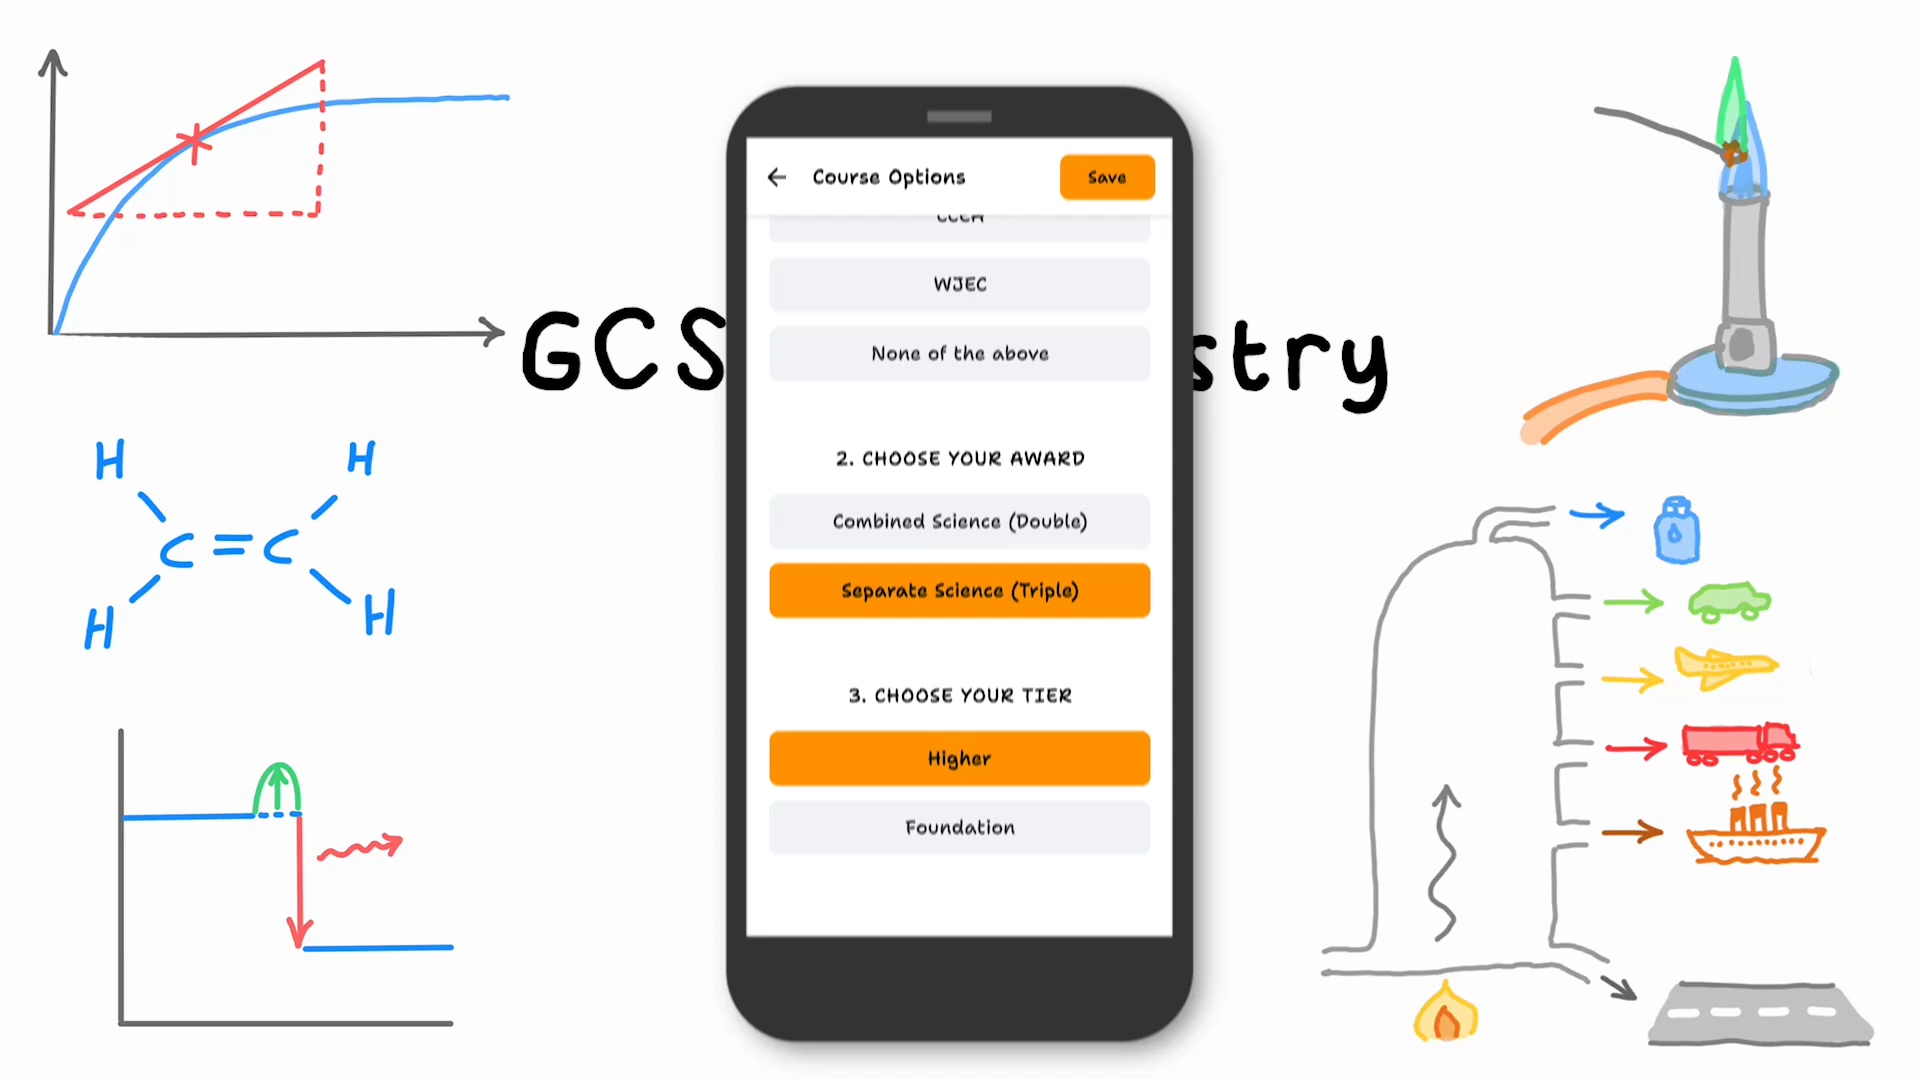 Course Options
Save
CCEA
WJEC
None of the above
GCS stry
2. CHOOSE YOUR AWARD
Combined Science (Double)
Separate Science (Triple)
3. CHOOSE YOUR TIER
Higher
Foundation
H H
C = C
H H